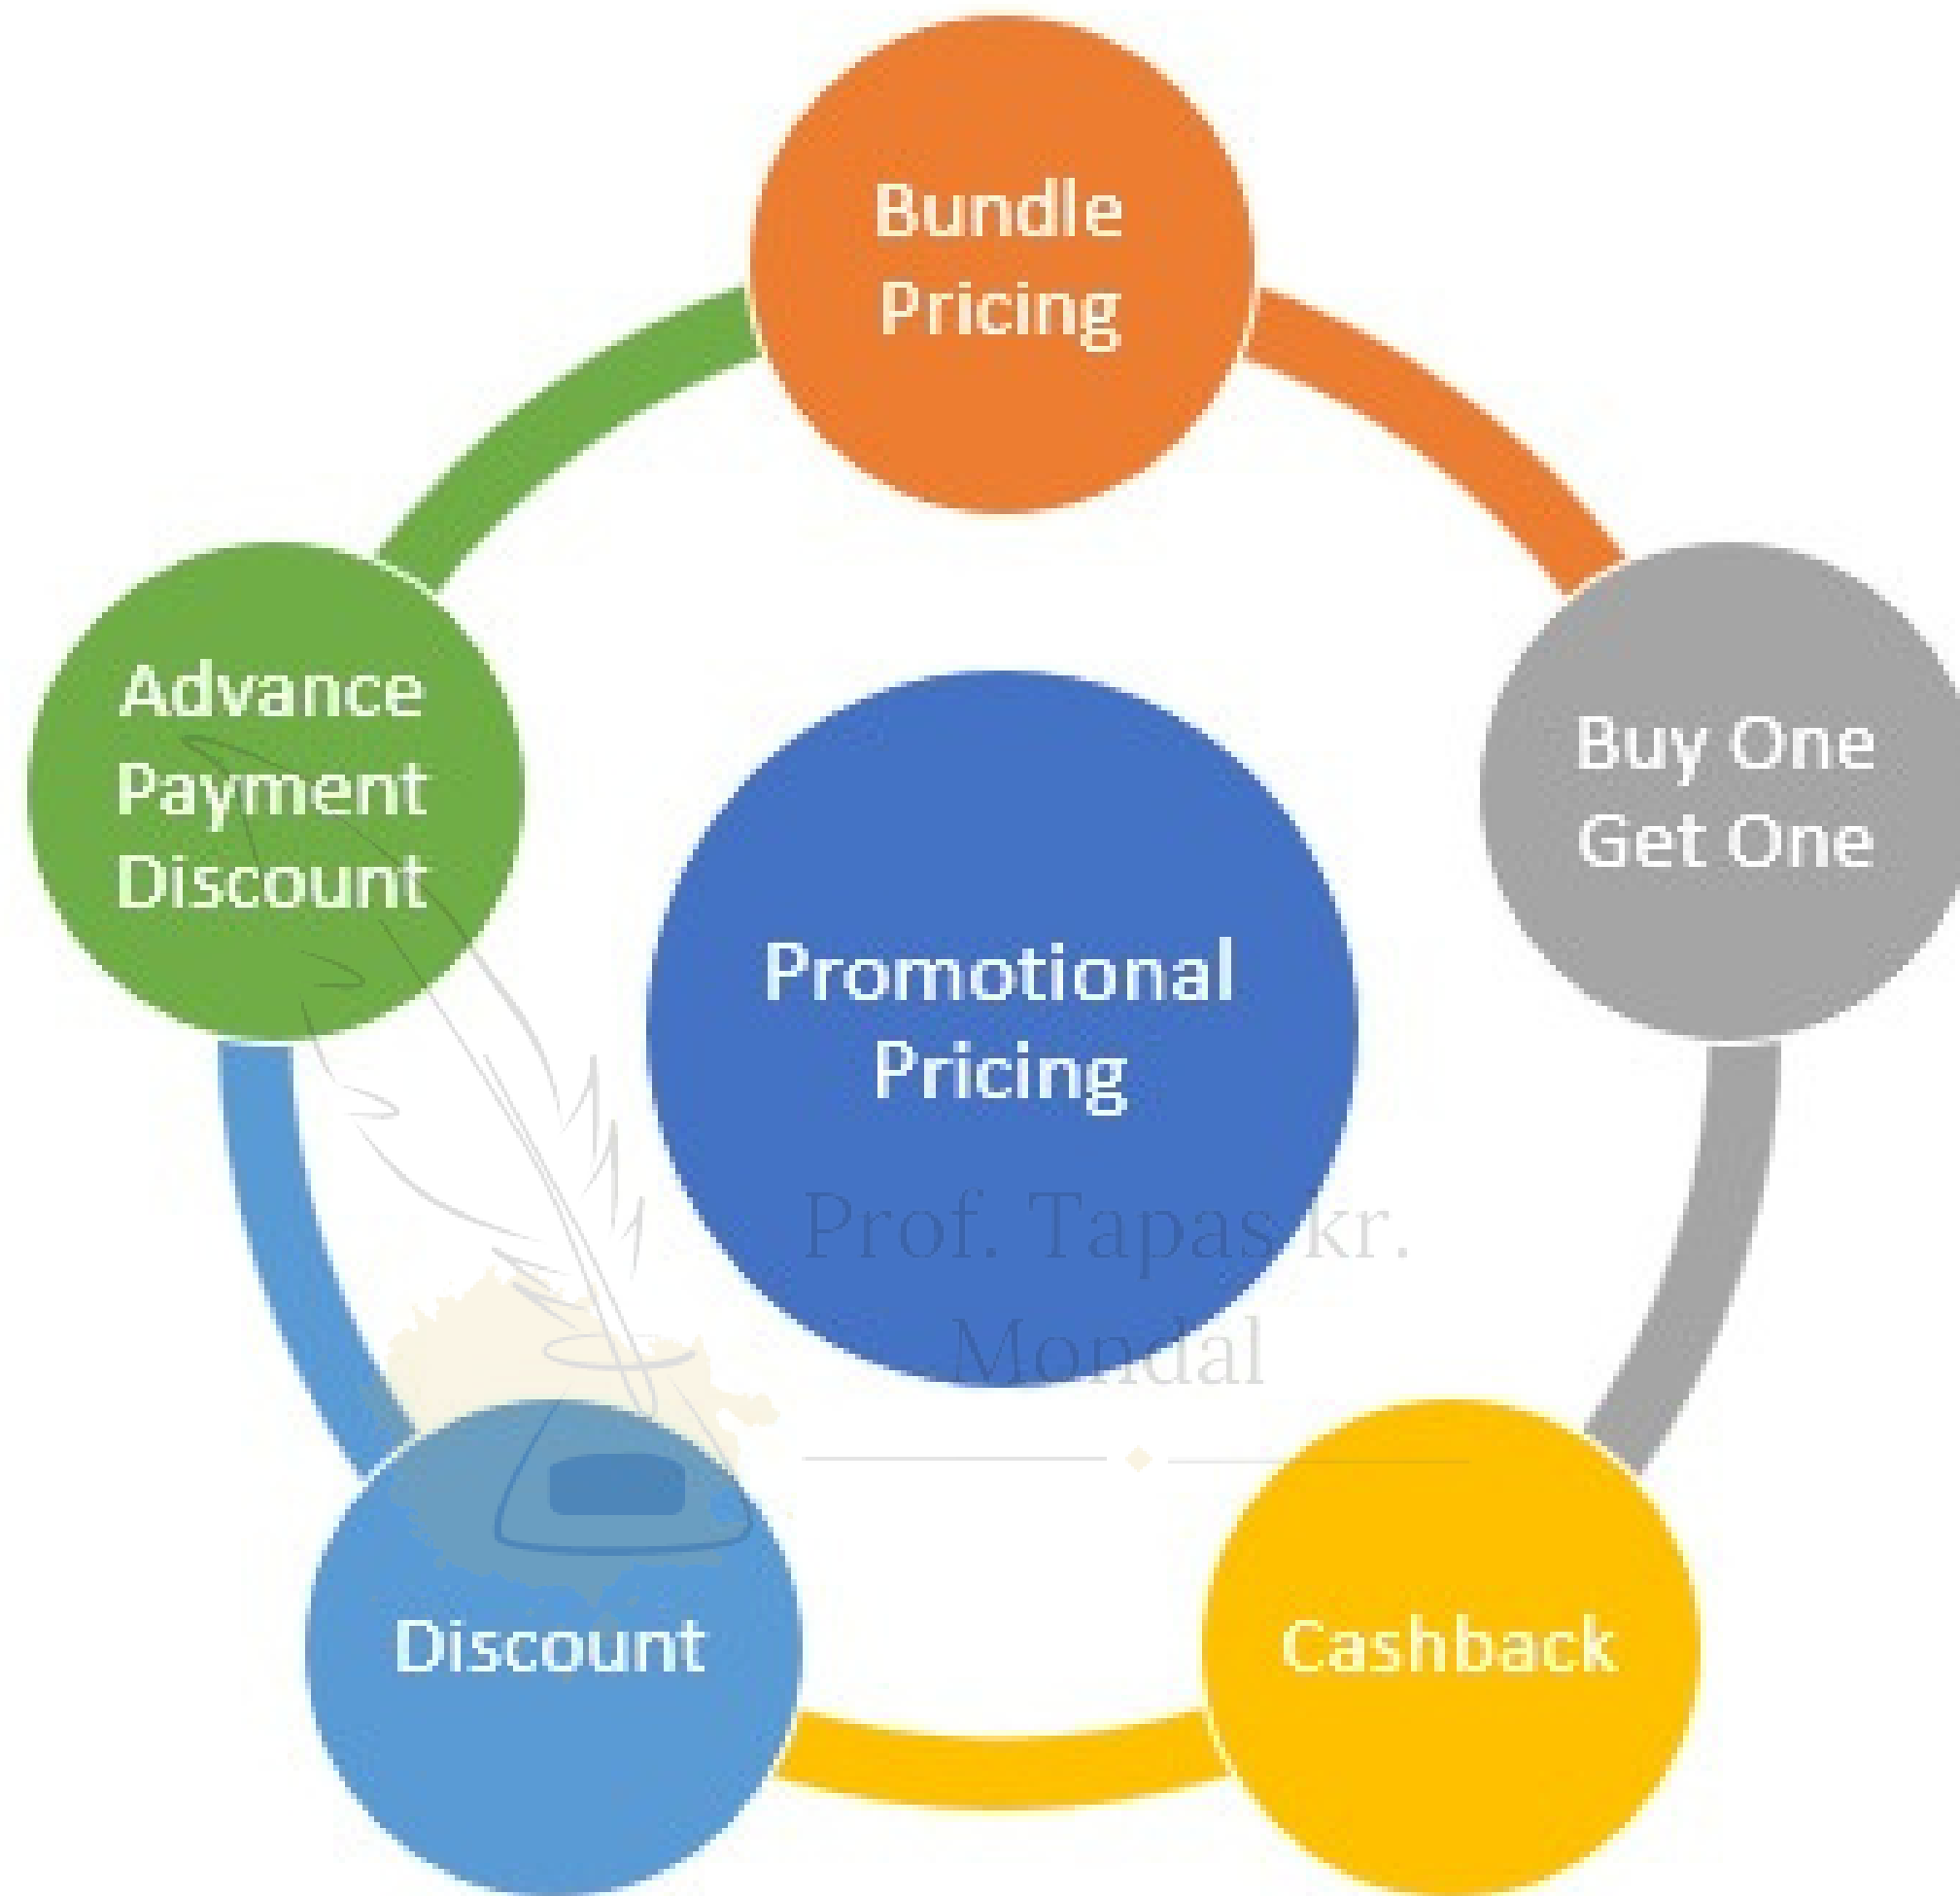 Bundle
Pricing
Buy One
Get One
Advance
Payment
Discount
Promotional
Pricing
Prof. Tapas kr.
Mondal
Discount
Cashback